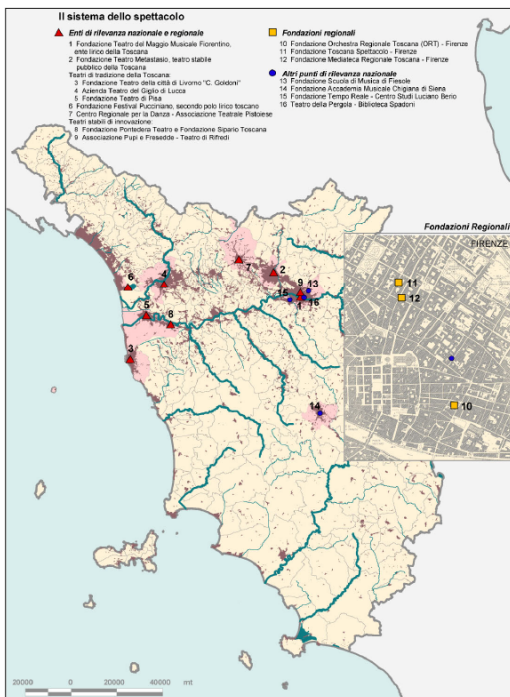 Il sistema dello spettacolo
Enti di rilevanza nazionale e regionale
1 Fondazione Teatro del Maggio Musicale Fiorentino,
ente lirico della Toscana
2 Fondazione Teatro Metastasio, teatro stabile
pubblico della Toscana
Teatri di tradizione della Toscana:
3 Fondazione Teatro della città di Livorno "C. Goldoni"
4 Azienda Teatro del Giglio di Lucca
5 Fondazione Teatro di Pisa
6 Fondazione Festival Pucciniano, secondo polo lirico toscano
7 Centro Regionale per la Danza - Associazione Teatrale Pistoiese
Teatri stabili di innovazione:
8 Fondazione Pontedera Teatro e Fondazione Sipario Toscana
9 Associazione Pupi e Fresedde - Teatro di Rifredi
Fondazioni regionali
10 Fondazione Orchestra Regionale Toscana (ORT) - Firenze
11 Fondazione Toscana Spettacolo - Firenze
12 Fondazione Mediateca Regionale Toscana - Firenze
Altri punti di rilevanza nazionale
13 Fondazione Scuola di Musica di Fiesole
14 Fondazione Accademia Musicale Chigiana di Siena
15 Fondazione Tempo Reale - Centro Studi Luciano Berio
16 Teatro della Pergola - Biblioteca Spadoni
Fondazioni Regionali
FIRENZE
11
12
10
7
2
6
4
9
13
15
1
16
5
8
3
14
20000
0
20000
40000
mt